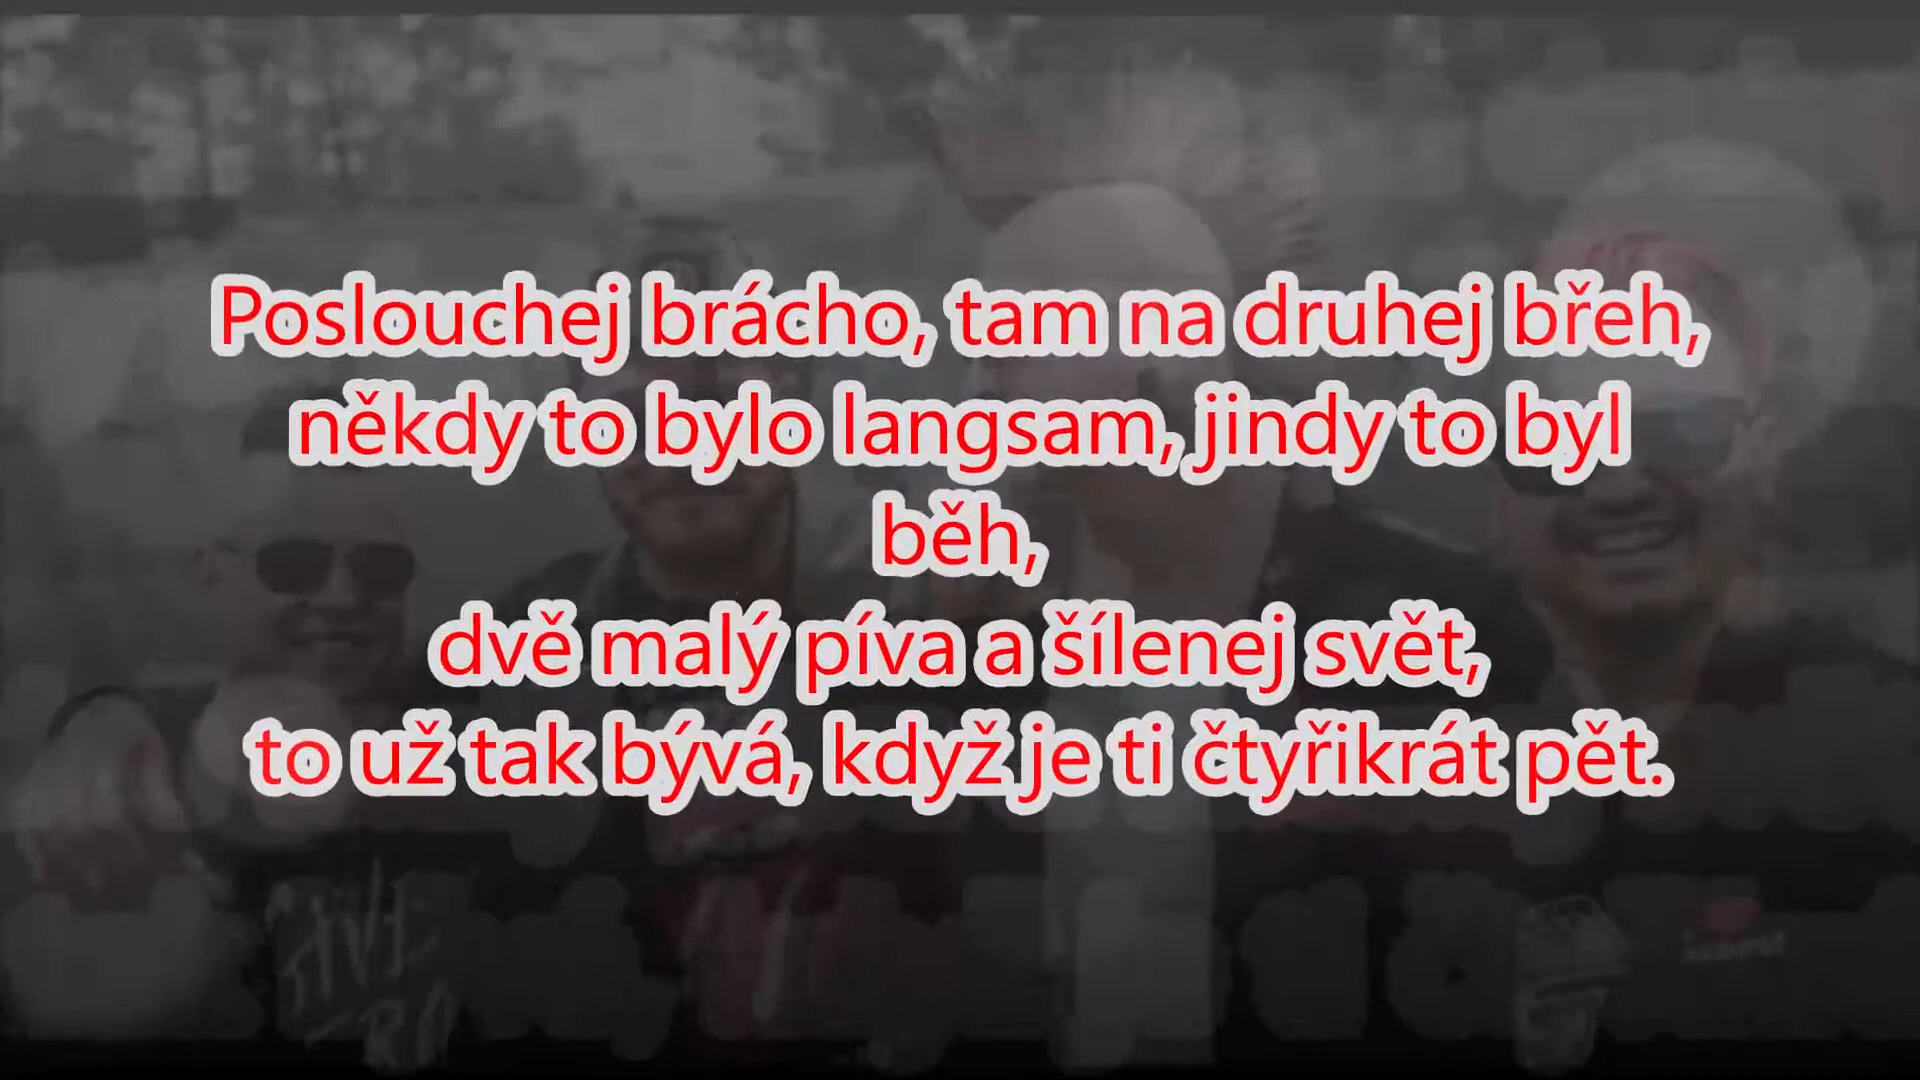 Poslouchej brácho, tam na druhej břeh,
někdy to bylo langsam, jindy to byl
běh,
dvě malý píva a šílenej svět,
to už tak bývá, když je ti čtyřikrát pět.